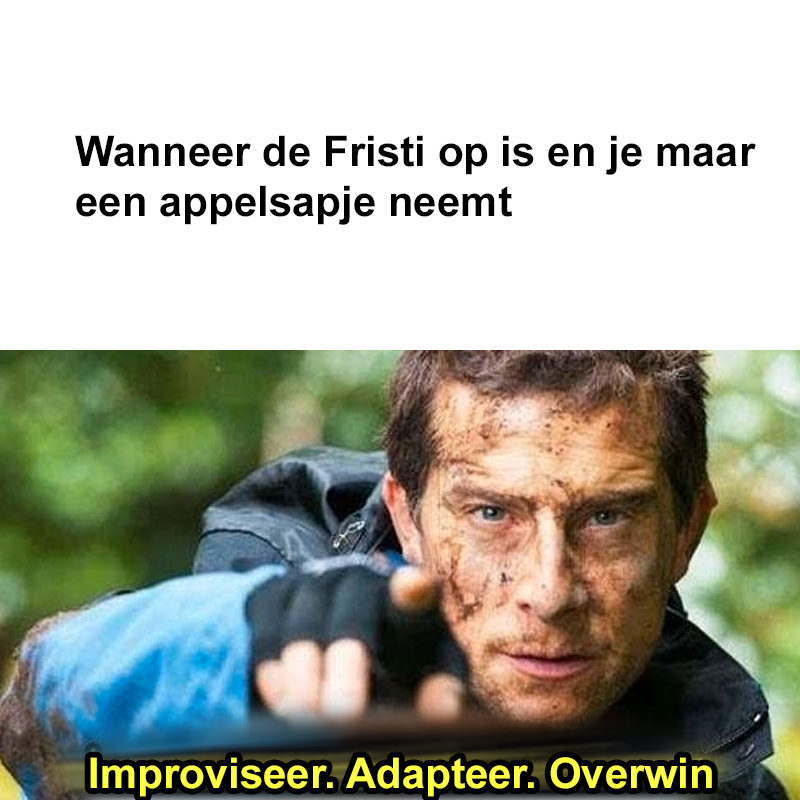 Wanneer de Fristi op is en je maar
een appelsapje neemt
Improviseer. Adapteer. Overwin